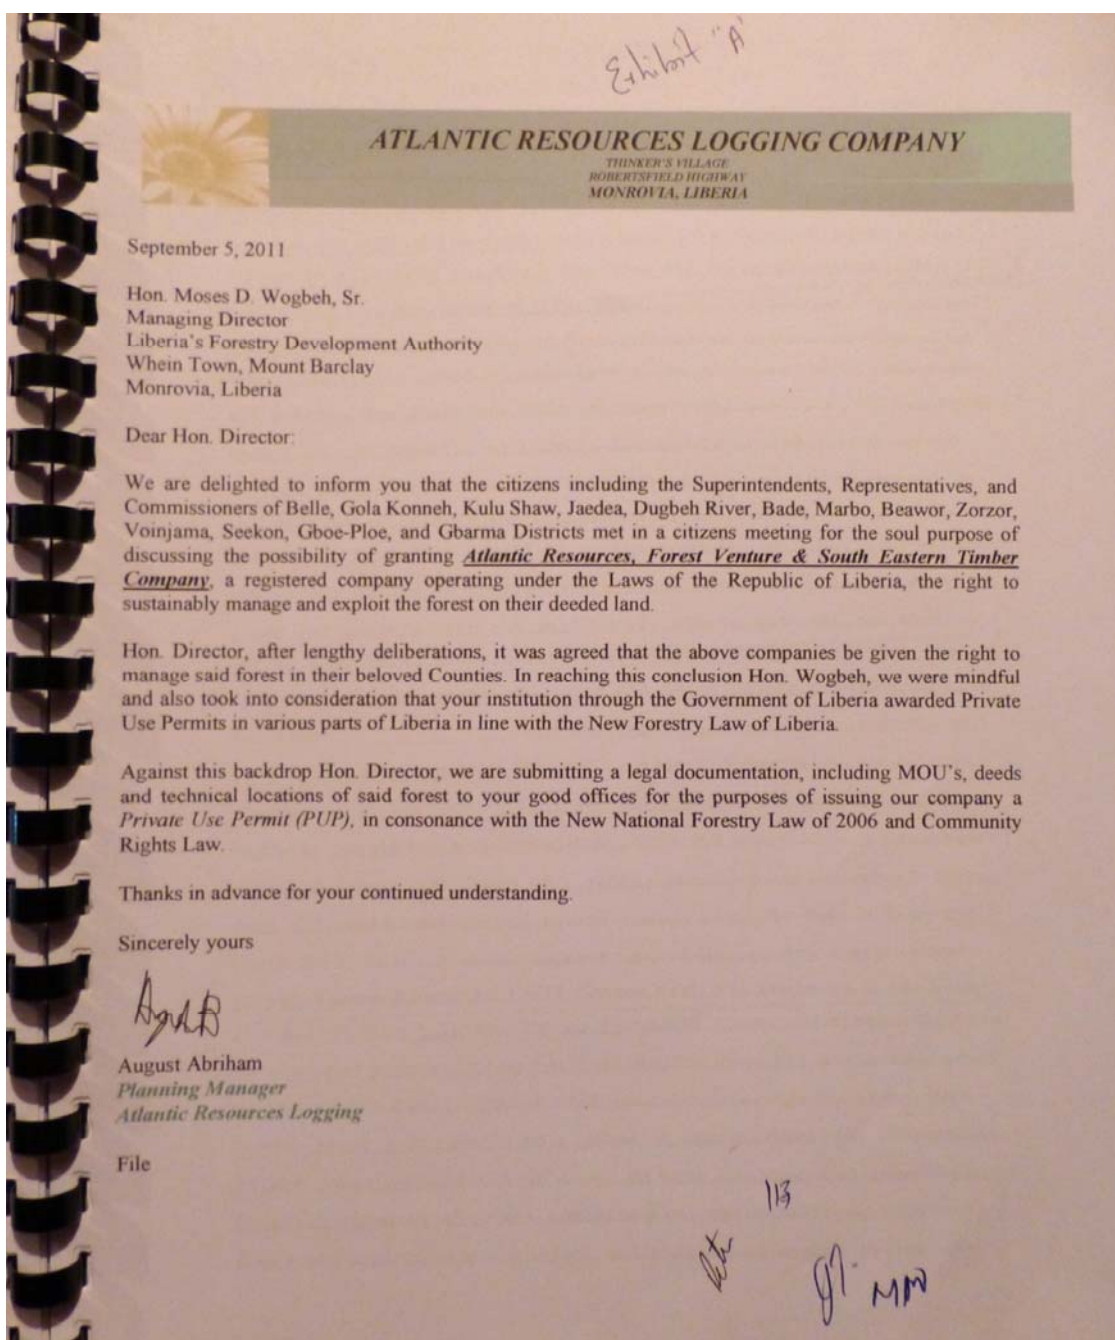 Exhibit "A"
ATLANTIC RESOURCES LOGGING COMPANY
THINKER'S VILLAGE
ROBERTSFIELD HIGHWAY
MONROVIA, LIBERIA
September 5, 2011
Hon. Moses D. Wogbeh, Sr.
Managing Director
Liberia's Forestry Development Authority
Whein Town, Mount Barclay
Monrovia, Liberia
Dear Hon. Director:
We are delighted to inform you that the citizens including the Superintendents, Representatives, and
Commissioners of Belle, Gola Konneh, Kulu Shaw, Jaedea, Dugbeh River, Bade, Marbo, Beawor, Zorzor,
Voinjama, Seekon, Gboe-Ploe, and Gbarma Districts met in a citizens meeting for the soul purpose of
discussing the possibility of granting Atlantic Resources, Forest Venture & South Eastern Timber
Company, a registered company operating under the Laws of the Republic of Liberia, the right to
sustainably manage and exploit the forest on their deeded land.
Hon. Director, after lengthy deliberations, it was agreed that the above companies be given the right to
manage said forest in their beloved Counties. In reaching this conclusion Hon. Wogbeh, we were mindful
and also took into consideration that your institution through the Government of Liberia awarded Private
Use Permits in various parts of Liberia in line with the New Forestry Law of Liberia.
Against this backdrop Hon. Director, we are submitting a legal documentation, including MOU's, deeds
and technical locations of said forest to your good offices for the purposes of issuing our company a
Private Use Permit (PUP), in consonance with the New National Forestry Law of 2006 and Community
Rights Law.
Thanks in advance for your continued understanding.
Sincerely yours
August Abriham
Planning Manager
Atlantic Resources Logging
File
113